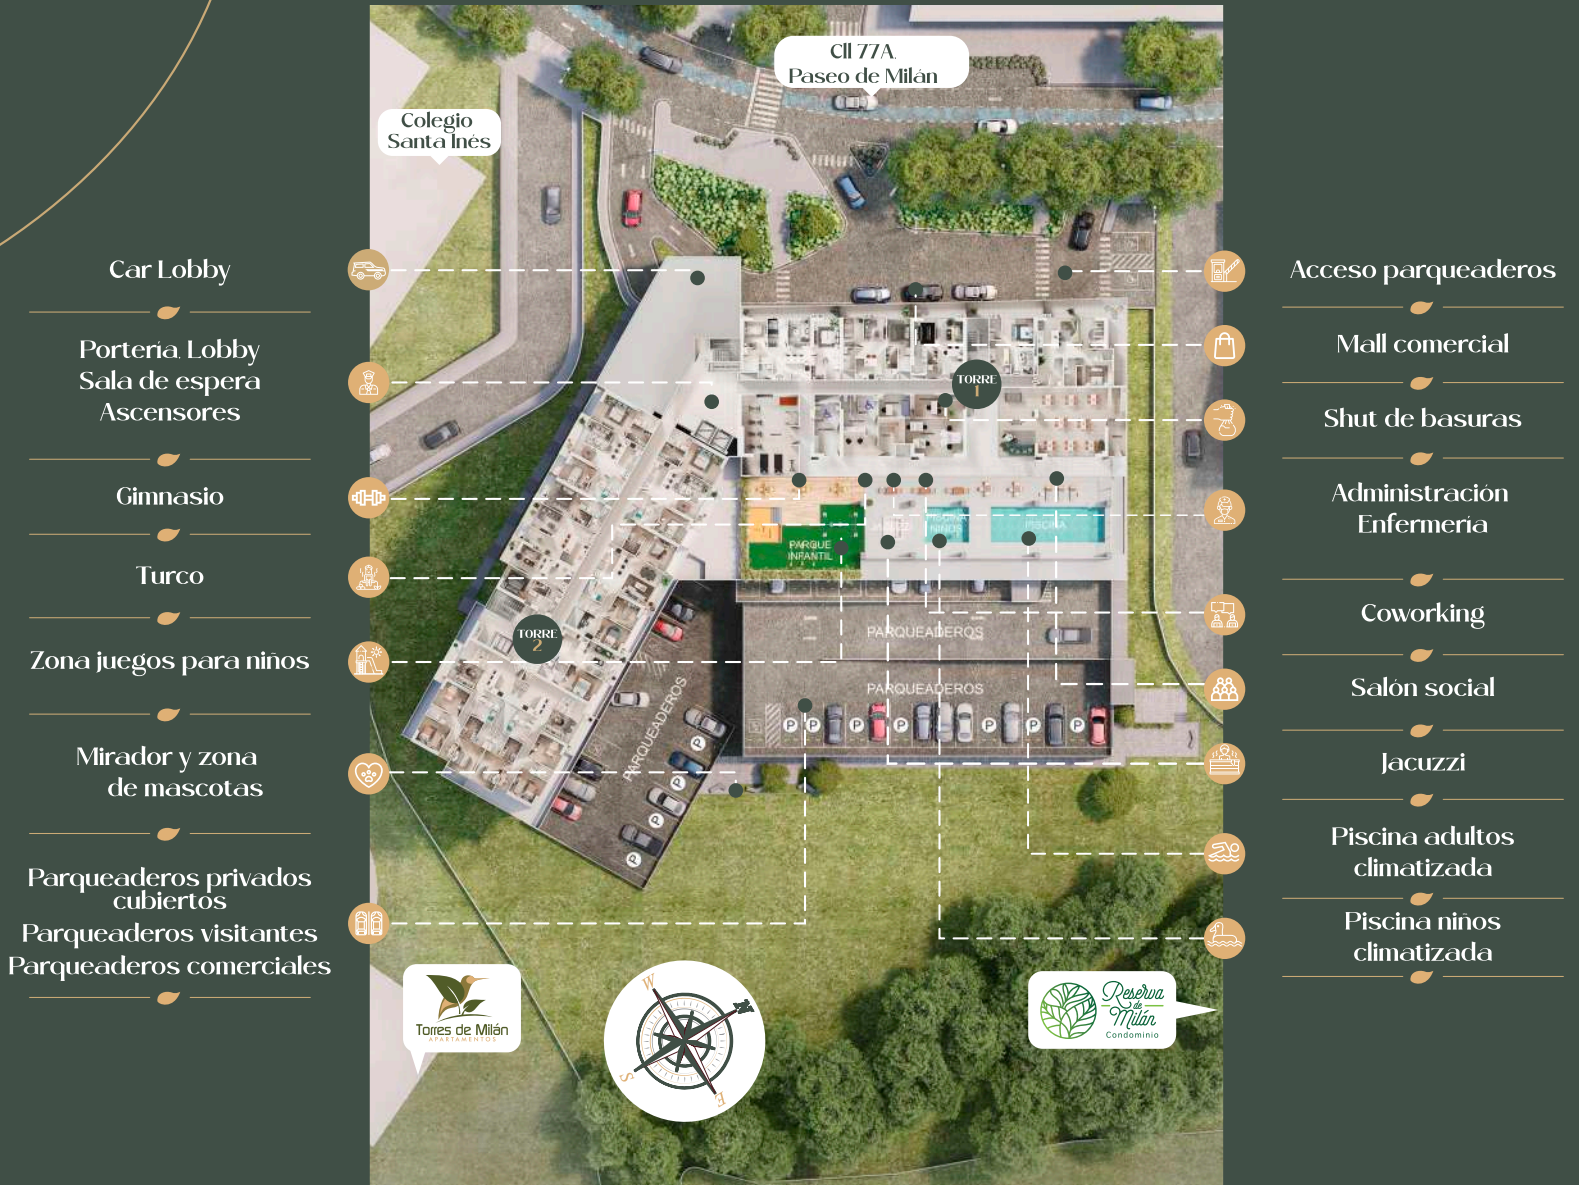 Cll 77A.
Paseo de Milán
Colegio
Santa Inés
Car Lobby
Portería, Lobby
Sala de espera
Ascensores
Gimnasio
Turco
Zona juegos para niños
Mirador y zona
de mascotas
Parqueaderos privados
cubiertos
Parqueaderos visitantes
Parqueaderos comerciales
TORRE
1
TORRE
2
PARQUE
INFANTIL
PISCINA
NIÑOS
PISCINA
PARQUEADEROS
PARQUEADEROS
PARQUEADEROS
P
P
P
P
P
P
P
P
P
P
P
P
Acceso parqueaderos
Mall comercial
Shut de basuras
Administración
Enfermería
Coworking
Salón social
Jacuzzi
Piscina adultos
climatizada
Piscina niños
climatizada
Torres de Milán
APARTAMENTOS
W
N
S
E
Reserva
de
Milán
Condominio